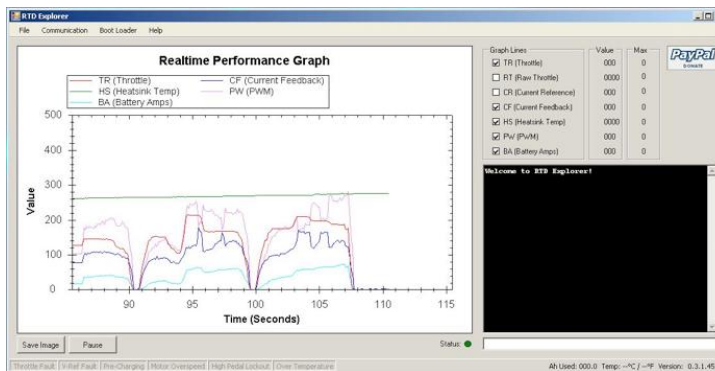 RTD Explorer
File Communication Boot Loader Help
Realtime Performance Graph
TR (Throttle) CF (Current Feedback)
HS (Heatsink Temp) PW (PWM)
BA (Battery Amps)
Value
500
400
300
200
100
0
90 95 100 105 110 115
Time (Seconds)
Save Image Pause
Graph Lines Value Max
TR (Throttle) 000 0
RT (Raw Throttle) 0000 0
CR (Current Reference) 000 0
CF (Current Feedback) 000 0
HS (Heatsink Temp) 0000 0
PW (PWM) 000 0
BA (Battery Amps) 000 0
PayPal
DONATE
Welcome to RTD Explorer!
Status:
Throttle Fault V-Ref Fault Pre-Charging Motor Overspeed High Pedal Lockout Over Temperature
Ah Used: 000.0 Temp: --°C / --°F Version: 0.3.1.45